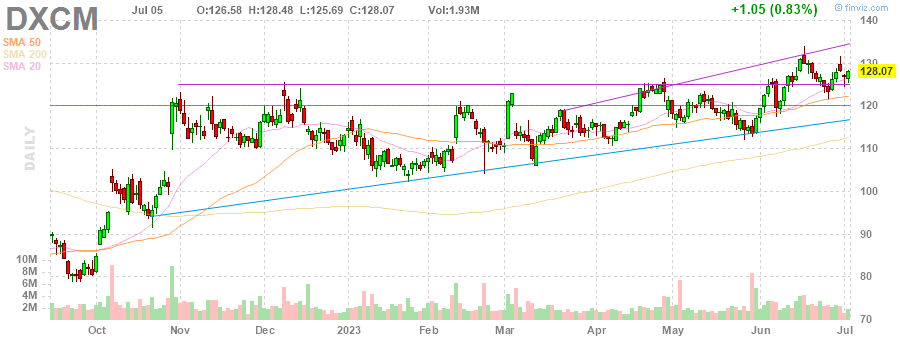 DXCM
Jul 05 O:126.58 H:128.48 L:125.69 C:128.07 Vol:1.93M +1.05 (0.83%) © finviz.com
SMA 50
SMA 200
SMA 20
DAILY
140
130
128.07
120
110
100
90
80
70
10M
8M
6M
4M
2M
Oct Nov Dec 2023 Feb Mar Apr May Jun Jul